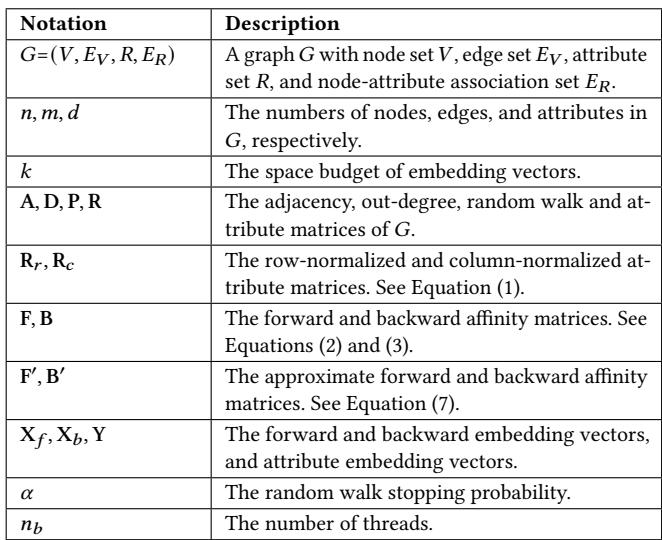 Notation Description
G=(V, E_V, R, E_R) A graph G with node set V, edge set E_V, attribute
set R, and node-attribute association set E_R.
n, m, d The numbers of nodes, edges, and attributes in
G, respectively.
k The space budget of embedding vectors.
A, D, P, R The adjacency, out-degree, random walk and at-
tribute matrices of G.
R_r, R_c The row-normalized and column-normalized at-
tribute matrices. See Equation (1).
F, B The forward and backward affinity matrices. See
Equations (2) and (3).
F′, B′ The approximate forward and backward affinity
matrices. See Equation (7).
X_f, X_b, Y The forward and backward embedding vectors,
and attribute embedding vectors.
α The random walk stopping probability.
n_b The number of threads.